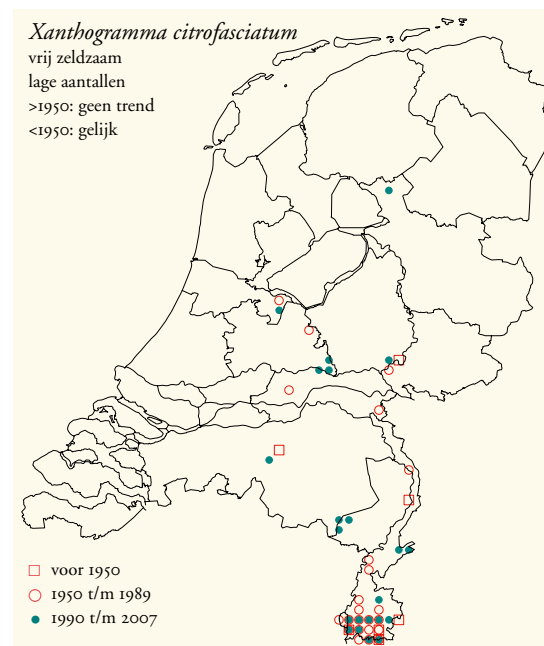 Xanthogramma citrofasciatum
vrij zeldzaam
lage aantallen
>1950: geen trend
<1950: gelijk
voor 1950
1950 t/m 1989
1990 t/m 2007